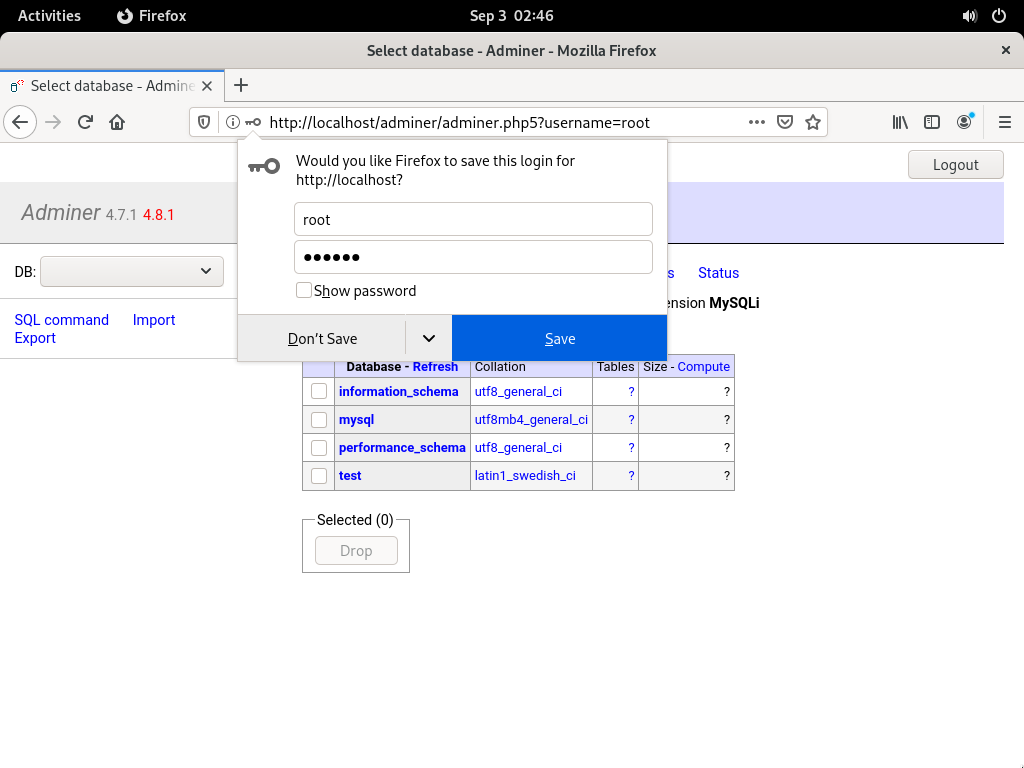 Activities Firefox Sep 3 02:46
Select database - Adminer - Mozilla Firefox
Select database - Admine
http://localhost/adminer/adminer.php5?username=root
Would you like Firefox to save this login for
http://localhost?
root
Show password
Don't Save Save
Logout
Adminer 4.7.1 4.8.1
DB:
s Status
ension MySQLi
SQL command Import
Export
Database - Refresh Collation Tables Size - Compute
information_schema utf8_general_ci ? ?
mysql utf8mb4_general_ci ? ?
performance_schema utf8_general_ci ? ?
test latin1_swedish_ci ? ?
Selected (0)
Drop